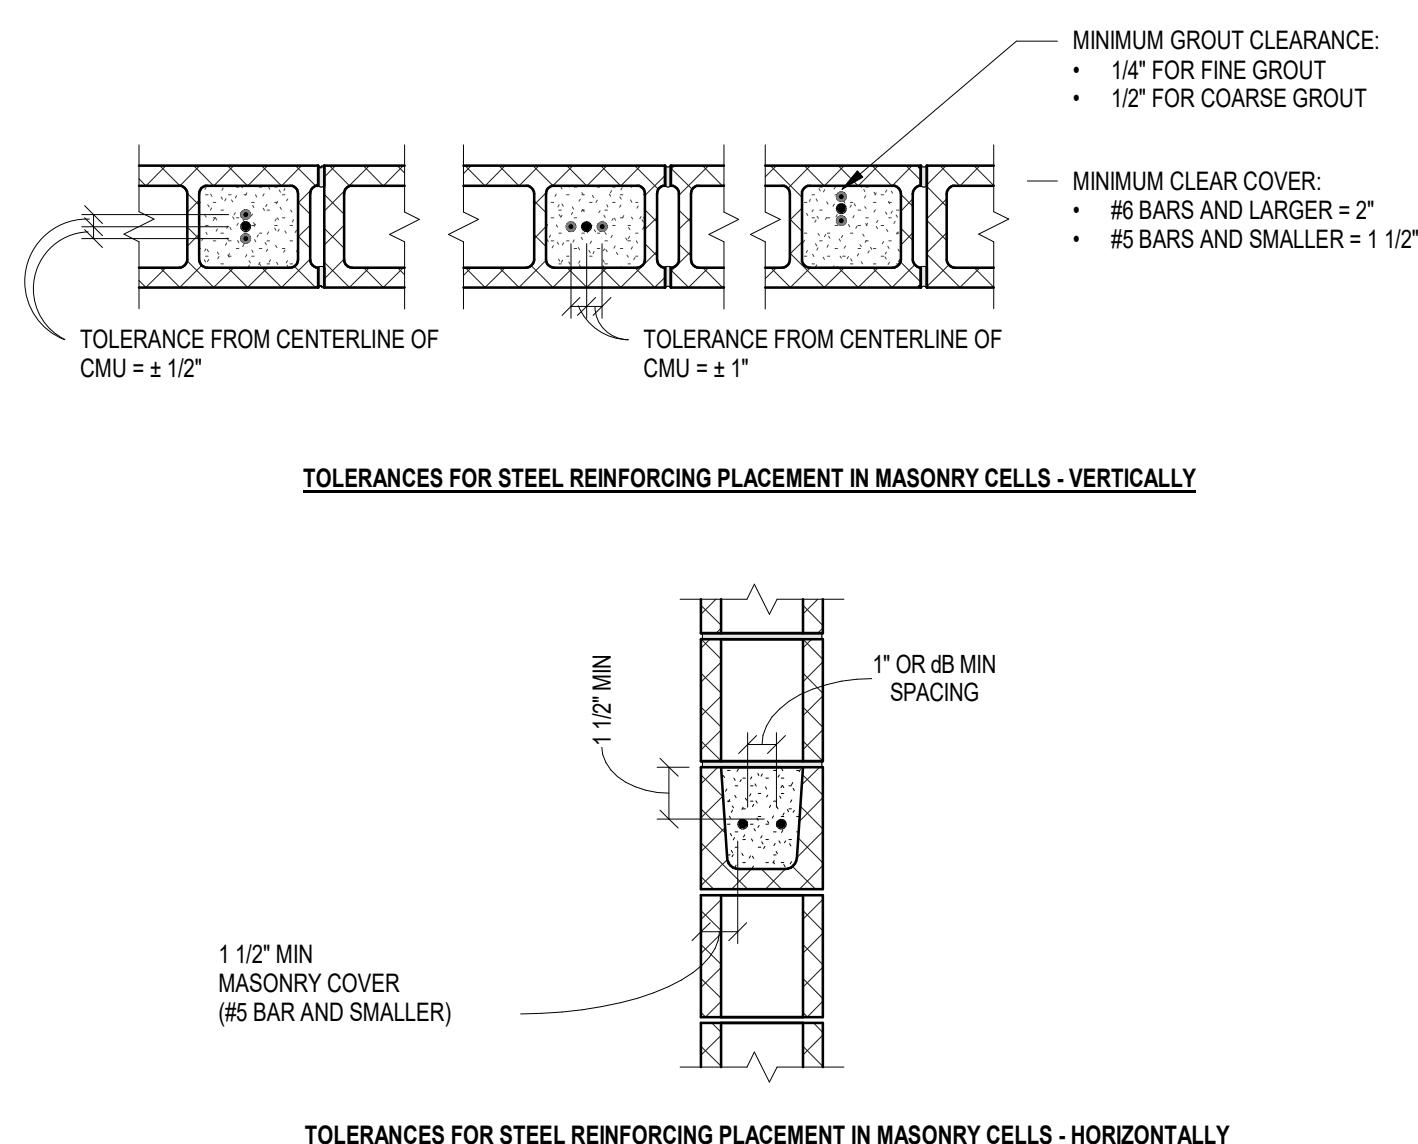 MINIMUM GROUT CLEARANCE:
• 1/4" FOR FINE GROUT
• 1/2" FOR COARSE GROUT
MINIMUM CLEAR COVER:
• #6 BARS AND LARGER = 2"
• #5 BARS AND SMALLER = 1 1/2"
TOLERANCE FROM CENTERLINE OF
CMU = ± 1/2"
TOLERANCE FROM CENTERLINE OF
CMU = ± 1"
TOLERANCES FOR STEEL REINFORCING PLACEMENT IN MASONRY CELLS - VERTICALLY
1 1/2" MIN
1" OR dB MIN
SPACING
1 1/2" MIN
MASONRY COVER
(#5 BAR AND SMALLER)
TOLERANCES FOR STEEL REINFORCING PLACEMENT IN MASONRY CELLS - HORIZONTALLY